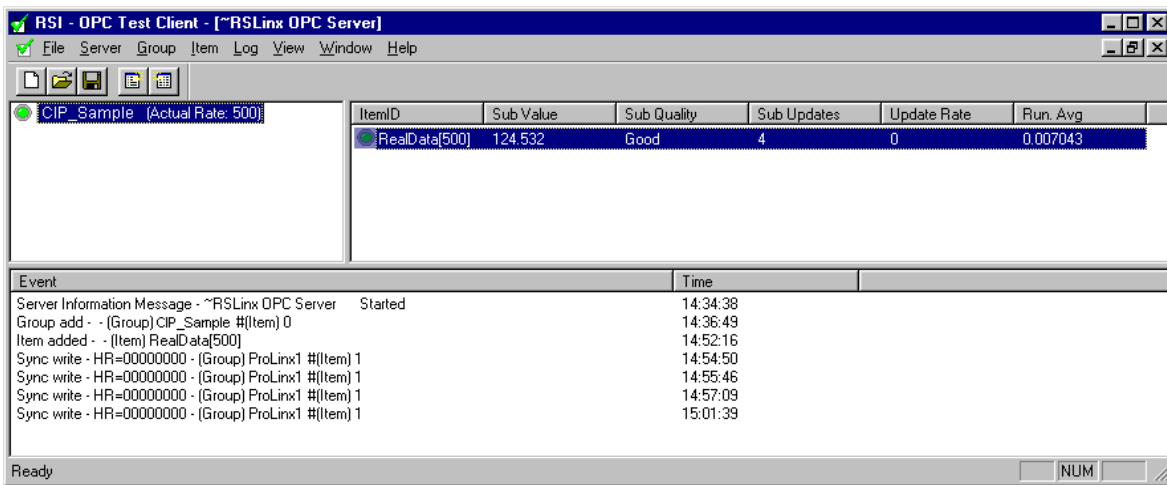 RSI - OPC Test Client - [~RSLinx OPC Server]
File Server Group Item Log View Window Help
CIP_Sample (Actual Rate: 500)
ItemID Sub Value Sub Quality Sub Updates Update Rate Run. Avg
RealData[500] 124.532 Good 4 0 0.007043
Event Time
Server Information Message - ~RSLinx OPC Server Started 14:34:38
Group add - - (Group) CIP_Sample #(Item) 0 14:36:49
Item added - - (Item) RealData[500] 14:52:16
Sync write - HR=00000000 - (Group) ProLinx1 #(Item) 1 14:54:50
Sync write - HR=00000000 - (Group) ProLinx1 #(Item) 1 14:55:46
Sync write - HR=00000000 - (Group) ProLinx1 #(Item) 1 14:57:09
Sync write - HR=00000000 - (Group) ProLinx1 #(Item) 1 15:01:39
Ready NUM